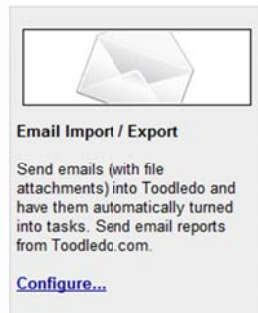 Email Import / Export
Send emails (with file
attachments) into Toodledo and
have them automatically turned
into tasks. Send email reports
from Toodledo.com.
Configure...